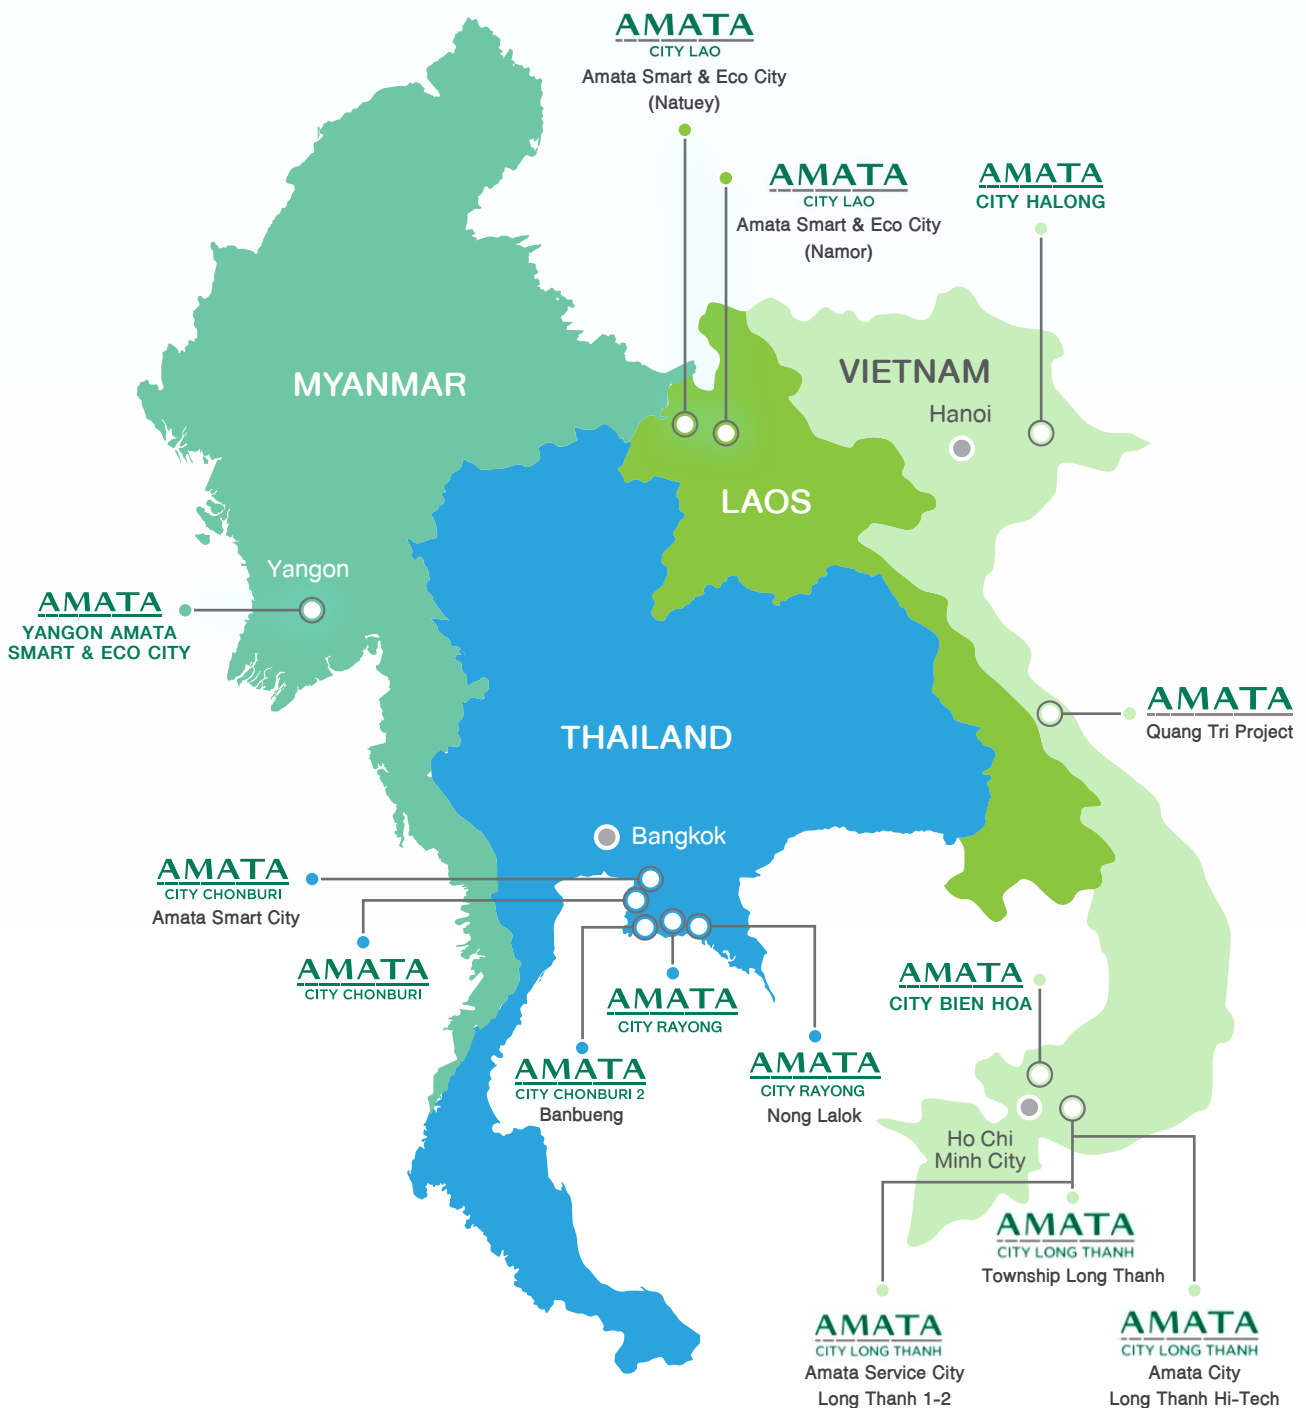 AMATA
CITY LAO
Amata Smart & Eco City
(Natuey)
AMATA
CITY LAO
Amata Smart & Eco City
(Namor)
AMATA
CITY HALONG
VIETNAM
Hanoi
MYANMAR
LAOS
Yangon
AMATA
YANGON AMATA
SMART & ECO CITY
AMATA
Quang Tri Project
THAILAND
Bangkok
AMATA
CITY CHONBURI
Amata Smart City
AMATA
CITY CHONBURI
AMATA
CITY RAYONG
AMATA
CITY CHONBURI 2
Banbueng
AMATA
CITY RAYONG
Nong Lalok
AMATA
CITY BIEN HOA
Ho Chi
Minh City
AMATA
CITY LONG THANH
Township Long Thanh
AMATA
CITY LONG THANH
Amata Service City
Long Thanh 1-2
AMATA
CITY LONG THANH
Amata City
Long Thanh Hi-Tech